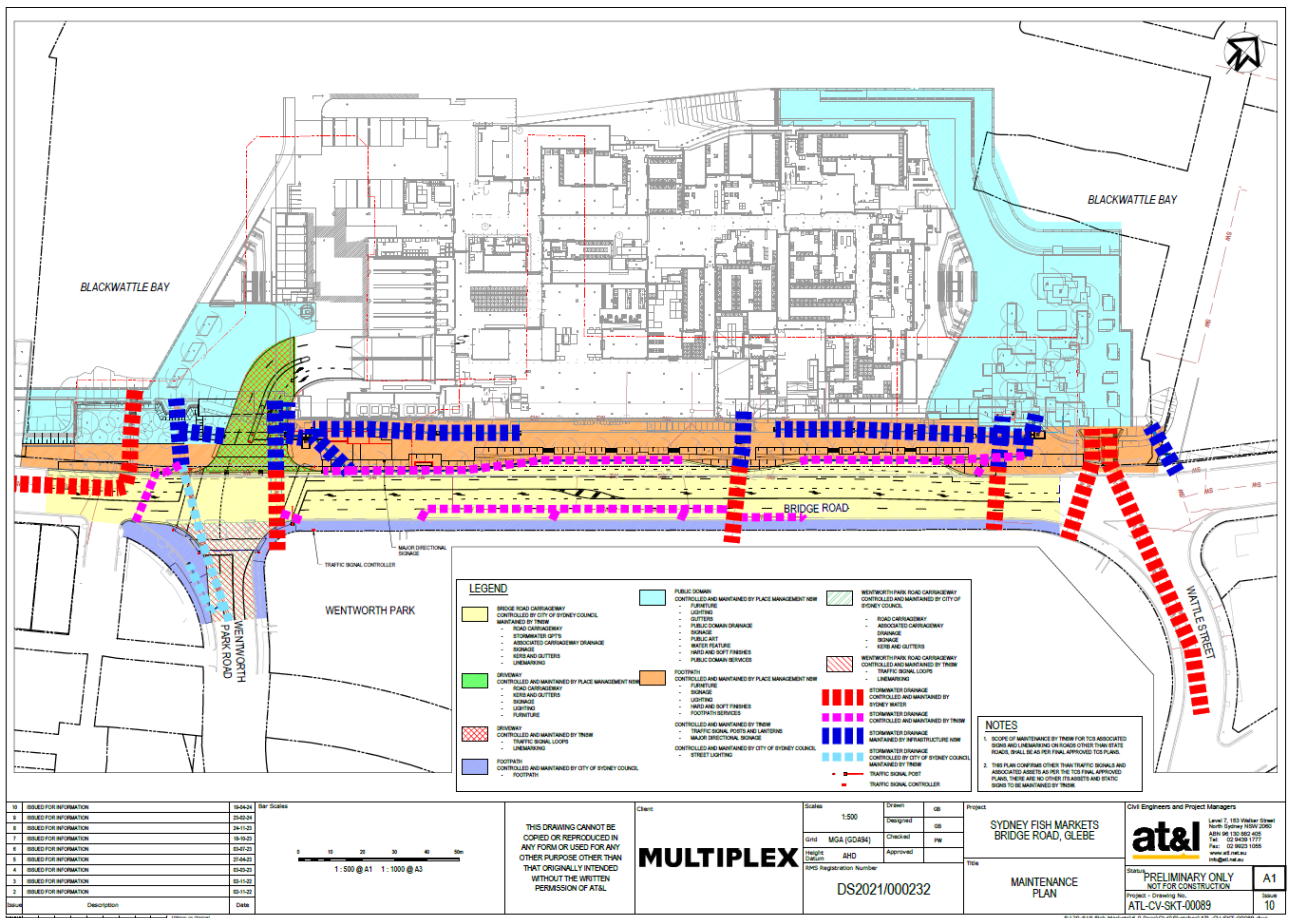 BLACKWATTLE BAY
BLACKWATTLE BAY
BRIDGE ROAD
MAJOR DIRECTIONAL
SIGNAGE
TRAFFIC SIGNAL CONTROLLER
WENTWORTH PARK
WENTWORTH
PARK ROAD
WATTLE STREET
SW
SW
SW
SW
SW
LEGEND
BRIDGE ROAD CARRIAGEWAY
CONTROLLED BY CITY OF SYDNEY COUNCIL
MAINTAINED BY TfNSW
- ROAD CARRIAGEWAY
- STORMWATER GPT'S
- ASSOCIATED CARRIAGEWAY DRAINAGE
- SIGNAGE
- KERB AND GUTTERS
- LINEMARKING
DRIVEWAY
CONTROLLED AND MAINTAINED BY PLACE MANAGEMENT NSW
- ROAD CARRIAGEWAY
- KERB AND GUTTERS
- SIGNAGE
- LIGHTING
- FURNITURE
DRIVEWAY
CONTROLLED AND MAINTAINED BY TfNSW
- TRAFFIC SIGNAL LOOPS
- LINEMARKING
FOOTPATH
CONTROLLED AND MAINTAINED BY CITY OF SYDNEY COUNCIL
- FOOTPATH
PUBLIC DOMAIN
CONTROLLED AND MAINTAINED BY PLACE MANAGEMENT NSW
- FURNITURE
- LIGHTING
- GUTTERS
- PUBLIC DOMAIN DRAINAGE
- SIGNAGE
- PUBLIC ART
- WATER FEATURE
- HARD AND SOFT FINISHES
- PUBLIC DOMAIN SERVICES
FOOTPATH
CONTROLLED AND MAINTAINED BY PLACE MANAGEMENT NSW
- FURNITURE
- SIGNAGE
- LIGHTING
- HARD AND SOFT FINISHES
- FOOTPATH SERVICES
CONTROLLED AND MAINTAINED BY TfNSW
- TRAFFIC SIGNAL POSTS AND LANTERNS
- MAJOR DIRECTIONAL SIGNAGE
CONTROLLED AND MAINTAINED BY CITY OF SYDNEY COUNCIL
- STREET LIGHTING
WENTWORTH PARK ROAD CARRIAGEWAY
CONTROLLED AND MAINTAINED BY CITY OF
SYDNEY COUNCIL
- ROAD CARRIAGEWAY
- ASSOCIATED CARRIAGEWAY
DRAINAGE
- SIGNAGE
- KERB AND GUTTERS
WENTWORTH PARK ROAD CARRIAGEWAY
CONTROLLED AND MAINTAINED BY TfNSW
- TRAFFIC SIGNAL LOOPS
- LINEMARKING
STORMWATER DRAINAGE
CONTROLLED AND MAINTAINED BY
SYDNEY WATER
STORMWATER DRAINAGE
CONTROLLED AND MAINTAINED BY TfNSW
STORMWATER DRAINAGE
MAINTAINED BY INFRASTRUCTURE NSW
STORMWATER DRAINAGE
CONTROLLED BY CITY OF SYDNEY COUNCIL
MAINTAINED BY TfNSW
TRAFFIC SIGNAL POST
TRAFFIC SIGNAL CONTROLLER
NOTES
1. SCOPE OF MAINTENANCE BY TfNSW FOR TCS ASSOCIATED
SIGNS AND LINEMARKING ON ROADS OTHER THAN STATE
ROADS, SHALL BE AS PER FINAL APPROVED TCS PLANS.
2. THIS PLAN CONFIRMS OTHER THAN TRAFFIC SIGNALS AND
ASSOCIATED ASSETS AS PER THE TCS FINAL APPROVED
PLANS, THERE ARE NO OTHER ITS ASSETS AND STATIC
SIGNS TO BE MAINTAINED BY TfNSW.
10 ISSUED FOR INFORMATION 19-04-24
9 ISSUED FOR INFORMATION 23-02-24
8 ISSUED FOR INFORMATION 24-11-23
7 ISSUED FOR INFORMATION 19-10-23
6 ISSUED FOR INFORMATION 03-07-23
5 ISSUED FOR INFORMATION 27-04-23
4 ISSUED FOR INFORMATION 03-03-23
3 ISSUED FOR INFORMATION 03-11-22
2 ISSUED FOR INFORMATION 02-11-22
Issue Description Date
Bar Scales
0 10 20 30 40 50m
1 : 500 @ A1 1 : 1000 @ A3
THIS DRAWING CANNOT BE
COPIED OR REPRODUCED IN
ANY FORM OR USED FOR ANY
OTHER PURPOSE OTHER THAN
THAT ORIGINALLY INTENDED
WITHOUT THE WRITTEN
PERMISSION OF AT&L
Client
MULTIPLEX
Scales 1:500
Grid MGA (GDA94)
Height
Datum AHD
Drawn GB
Designed GB
Checked PW
Approved
RMS Registration Number
DS2021/000232
Project
SYDNEY FISH MARKETS
BRIDGE ROAD, GLEBE
Title
MAINTENANCE
PLAN
Civil Engineers and Project Managers
at&l
Level 7, 153 Walker Street
North Sydney NSW 2060
ABN 96 130 882 405
Tel: 02 9439 1777
Fax: 02 9923 1055
www.atl.net.au
info@atl.net.au
Status
PRELIMINARY ONLY
NOT FOR CONSTRUCTION
A1
Project - Drawing No.
ATL-CV-SKT-00089
Issue
10